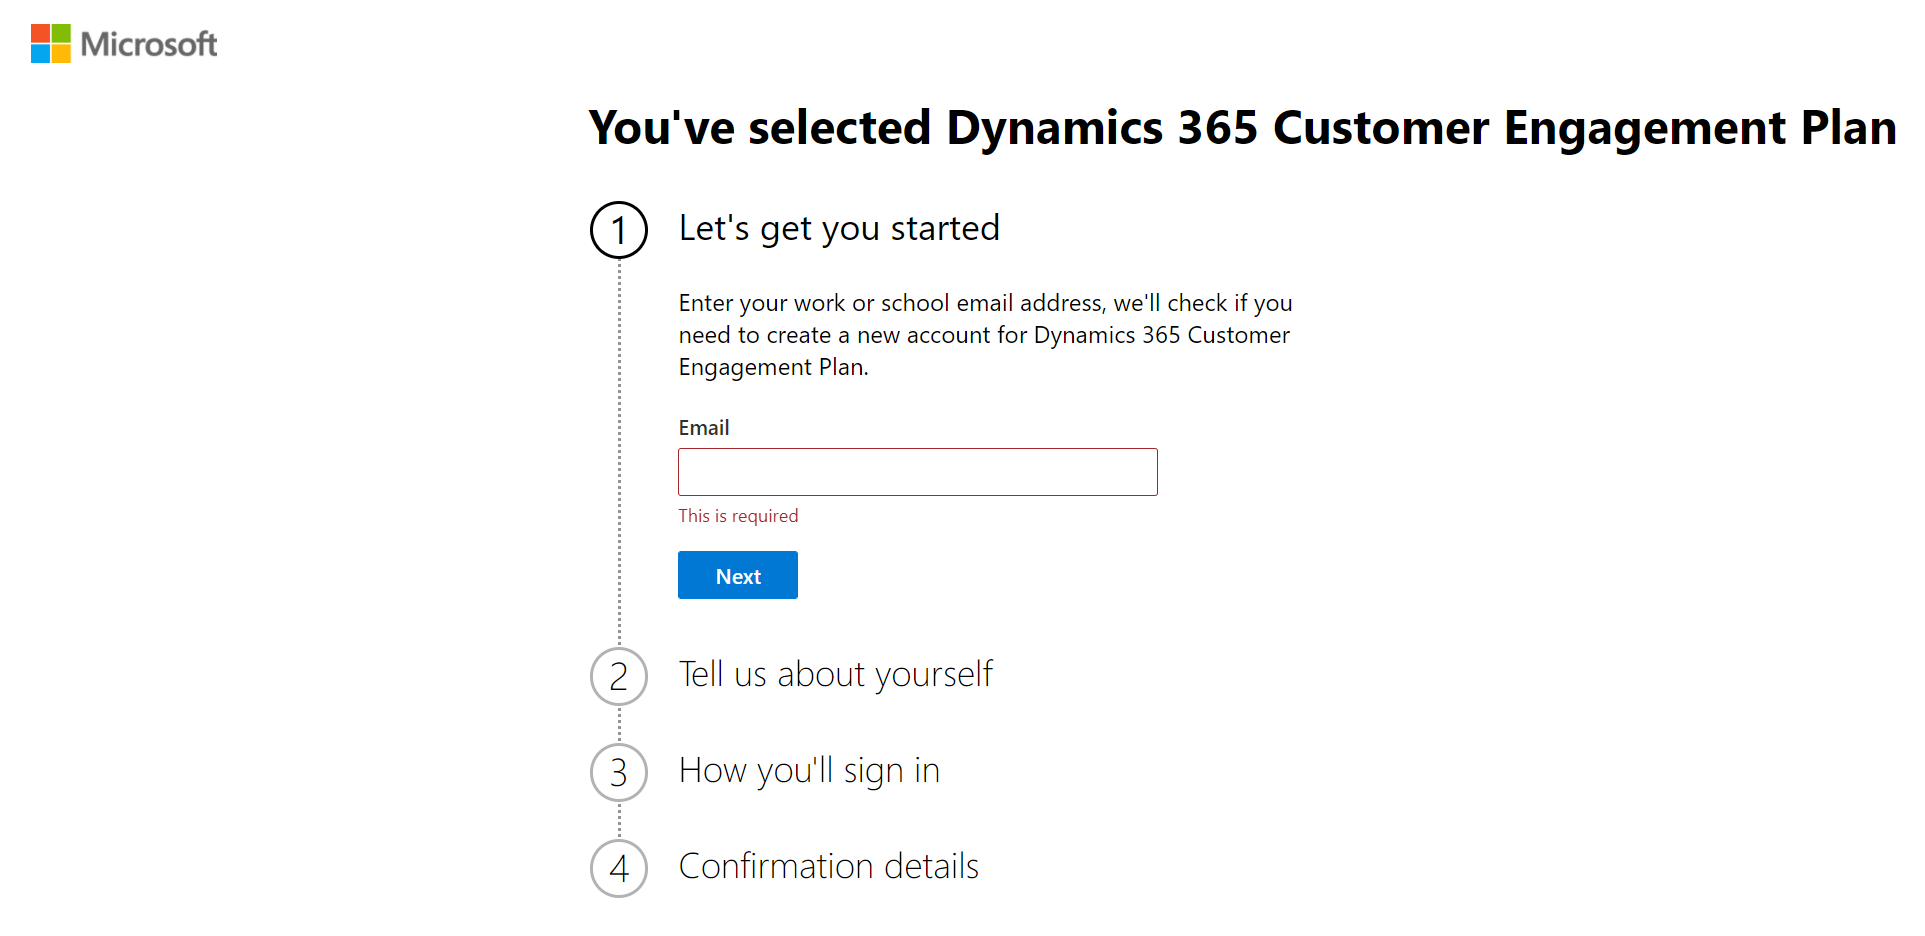 Microsoft
You've selected Dynamics 365 Customer Engagement Plan
1 Let's get you started
Enter your work or school email address, we'll check if you
need to create a new account for Dynamics 365 Customer
Engagement Plan.
Email
This is required
Next
2 Tell us about yourself
3 How you'll sign in
4 Confirmation details